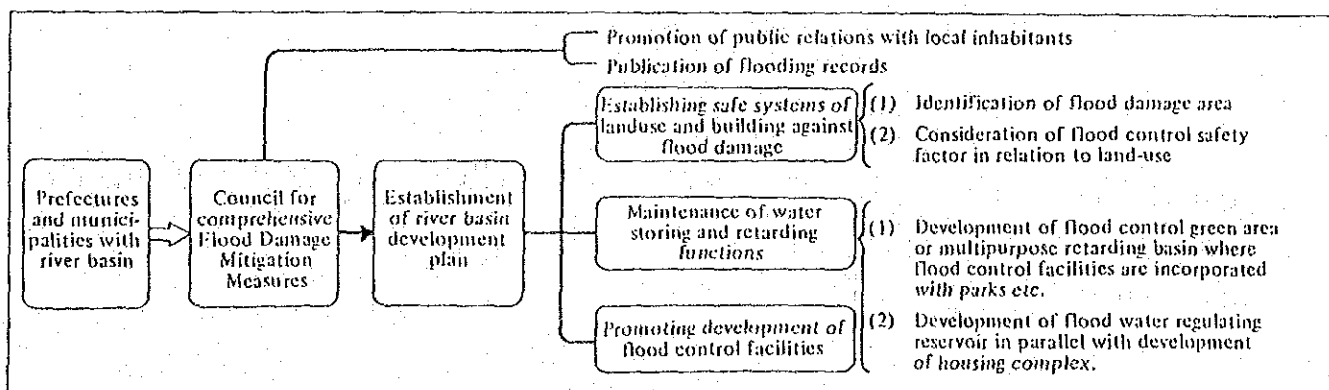 Promotion of public relations with local inhabitants
Publication of flooding records
Prefectures
and munici-
palities with
river basin
Council for
comprehensive
Flood Damage
Mitigation
Measures
Establishment
of river basin
development
plan
Establishing safe systems of
landuse and building against
flood damage
(1) Identification of flood damage area
(2) Consideration of flood control safety
factor in relation to land-use
Maintenance of water
storing and retarding
functions
Promoting development of
flood control facilities
(1) Development of flood control green area
or multipurpose retarding basin where
flood control facilities are incorporated
with parks etc.
(2) Development of flood water regulating
reservoir in parallel with development
of housing complex.